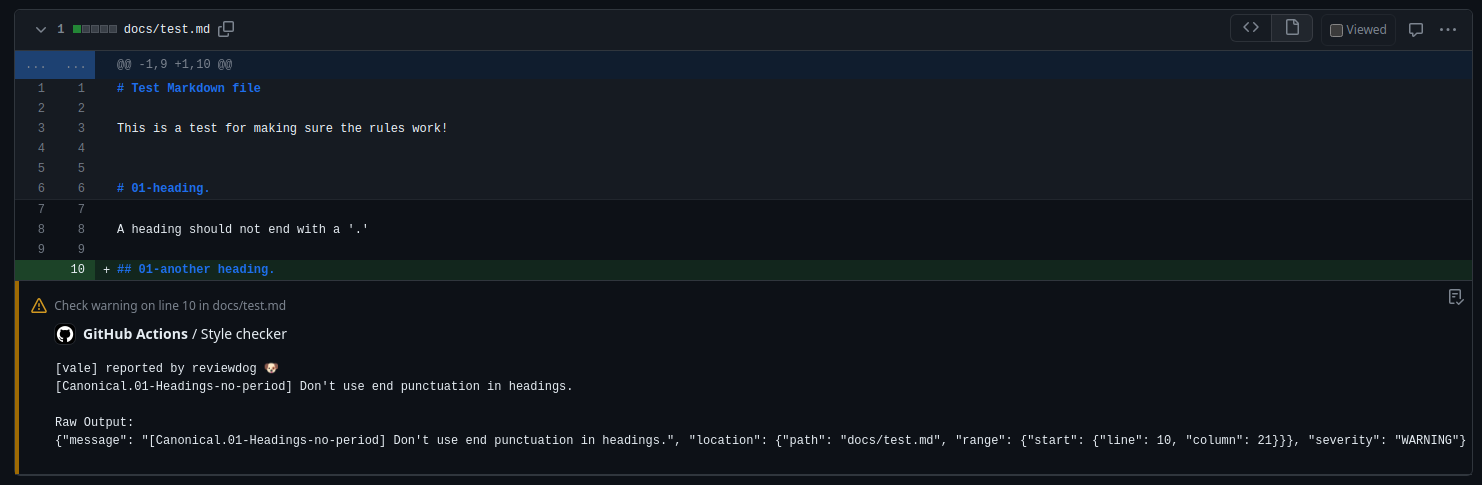 1 docs/test.md Viewed
... ... @@ -1,9 +1,10 @@
1 1 # Test Markdown file
2 2
3 3 This is a test for making sure the rules work!
4 4
5 5
6 6 # 01-heading.
7 7
8 8 A heading should not end with a '.'
9 9
10 + ## 01-another heading.
Check warning on line 10 in docs/test.md
GitHub Actions / Style checker
[vale] reported by reviewdog 🐶
[Canonical.01-Headings-no-period] Don't use end punctuation in headings.
Raw Output:
{"message": "[Canonical.01-Headings-no-period] Don't use end punctuation in headings.", "location": {"path": "docs/test.md", "range": {"start": {"line": 10, "column": 21}}}, "severity": "WARNING"}